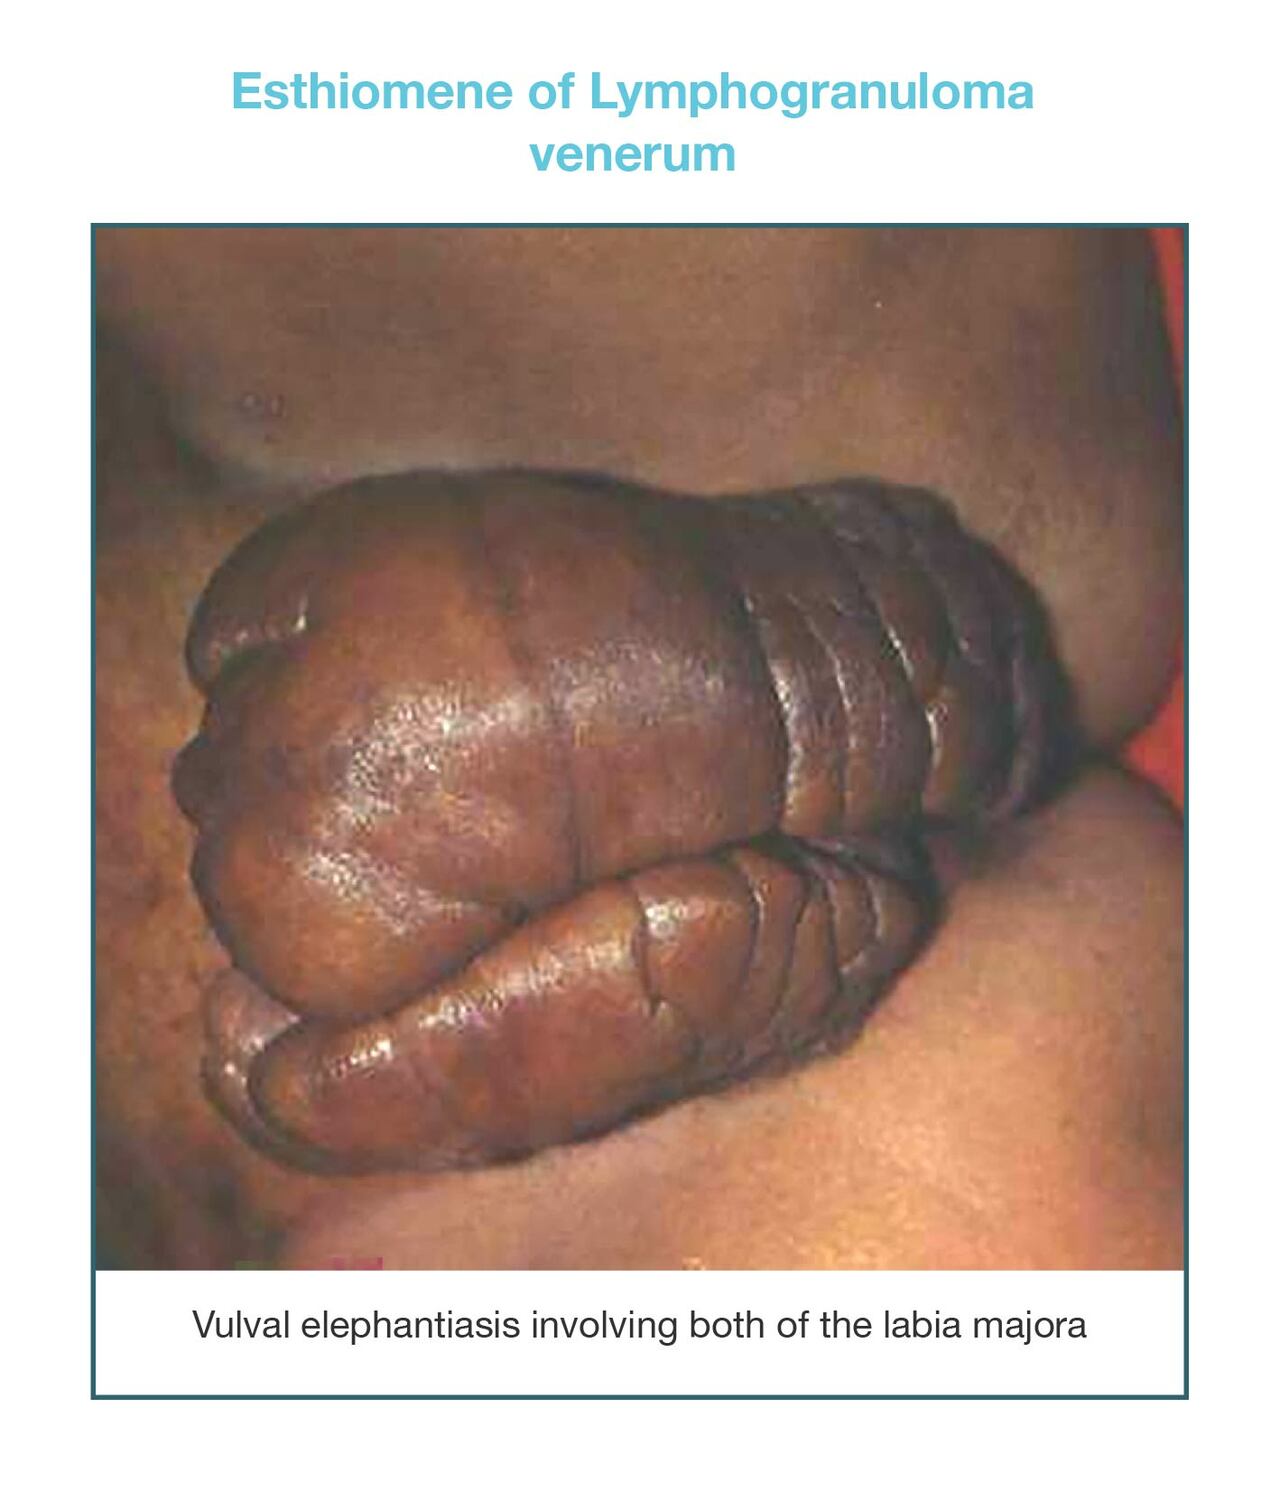 Esthiomene of Lymphogranuloma
venerum
Vulval elephantiasis involving both of the labia majora